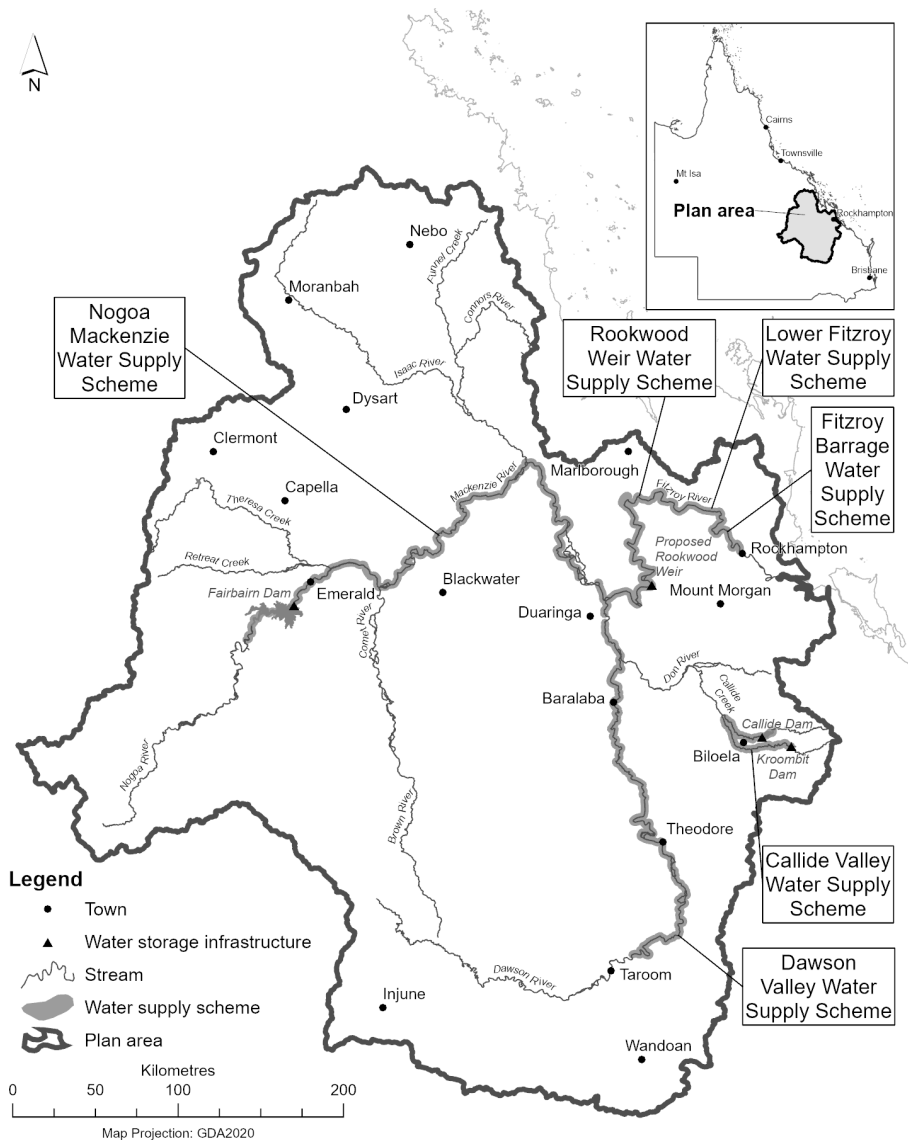 N
Cairns
Townsville
Mt Isa
Plan area
Rockhampton
Brisbane
Nebo
Funnel Creek
Moranbah
Connors River
Nogoa
Mackenzie
Water Supply
Scheme
Rookwood
Weir Water
Supply Scheme
Lower Fitzroy
Water Supply
Scheme
Isaac River
Dysart
Fitzroy
Barrage
Water
Supply
Scheme
Clermont
Marlborough
Mackenzie River
Capella
Fitzroy River
Theresa Creek
Proposed
Rookwood
Weir
Rockhampton
Retreat Creek
Blackwater
Fairbairn Dam
Emerald
Mount Morgan
Duaringa
Comet River
Don River
Callide
Creek
Baralaba
Callide Dam
Biloela
Kroombit
Dam
Nogoa River
Brown River
Theodore
Callide Valley
Water Supply
Scheme
Legend
Town
Water storage infrastructure
Stream
Water supply scheme
Plan area
Dawson River
Taroom
Dawson
Valley Water
Supply Scheme
Injune
Wandoan
Kilometres
0 50 100 200
Map Projection: GDA2020